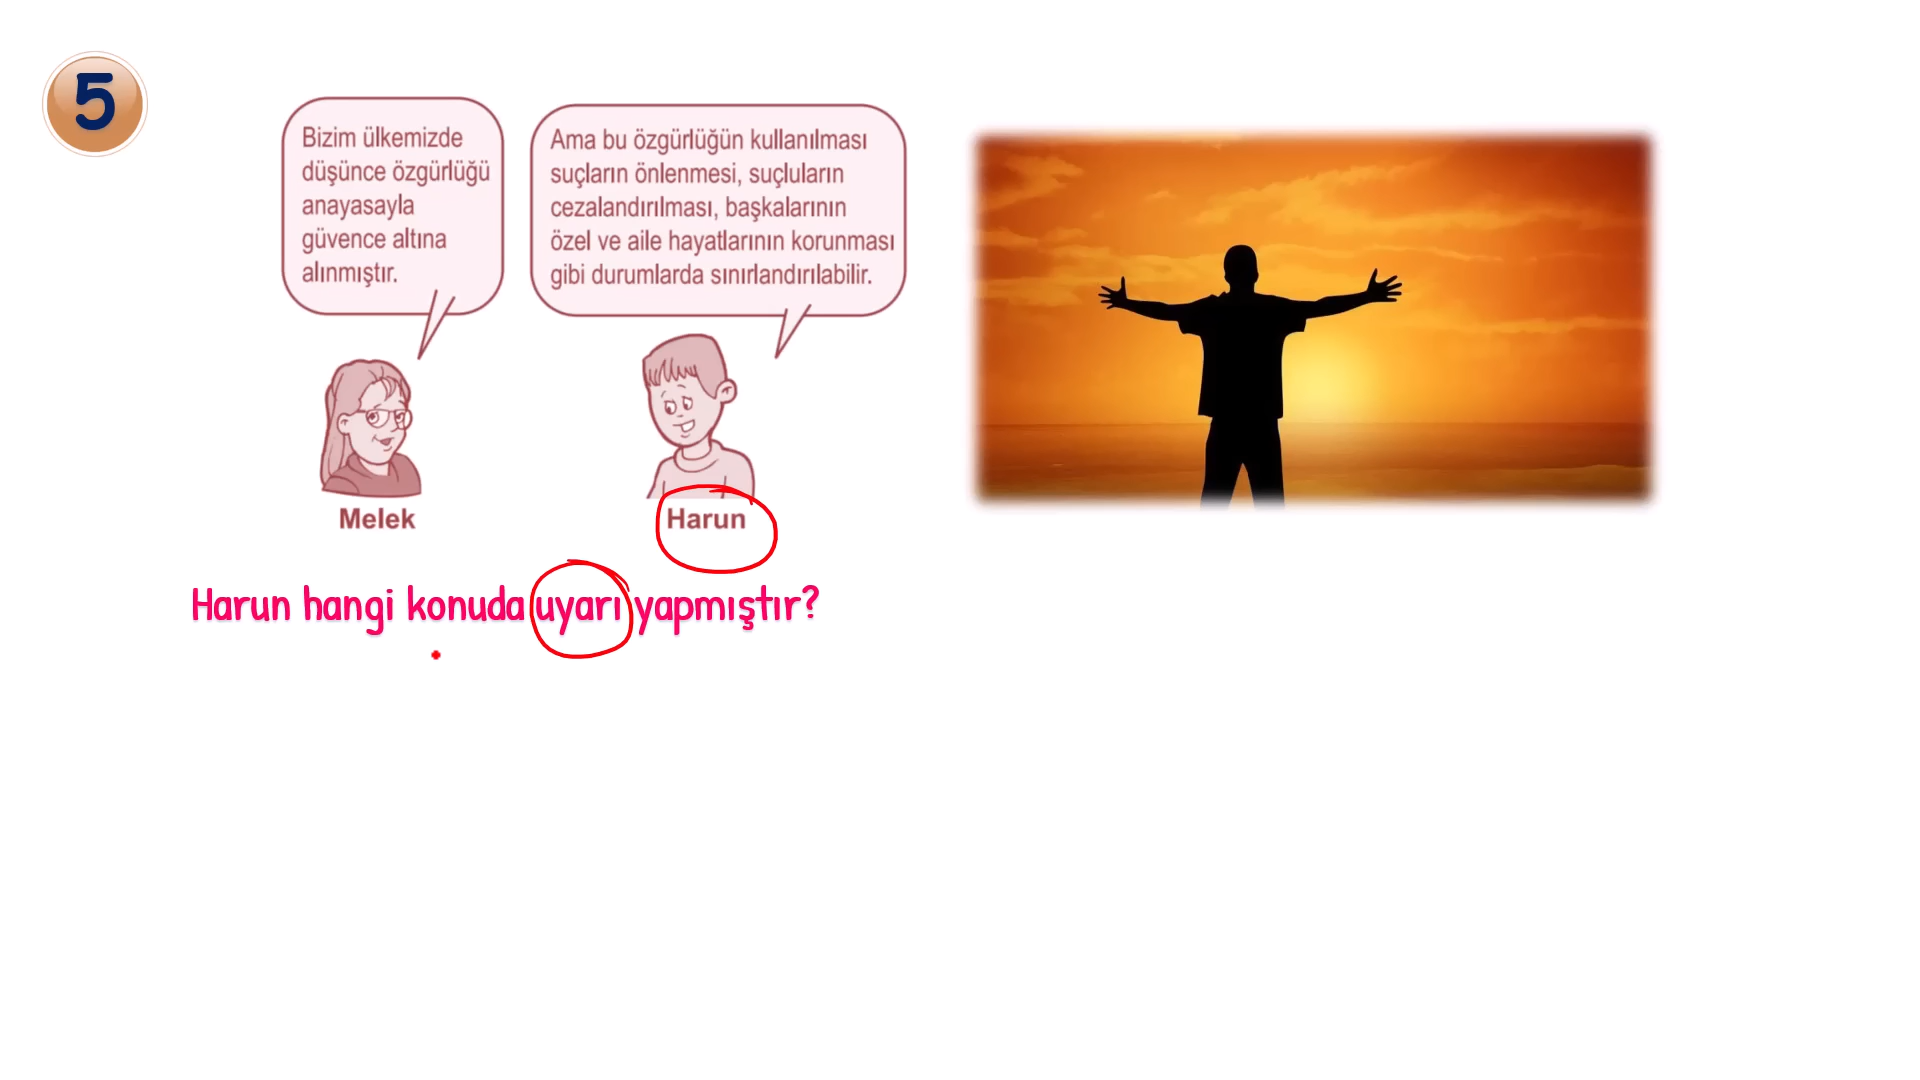 5
Bizim ülkemizde
düşünce özgürlüğü
anayasayla
güvence altına
alınmıştır.
Ama bu özgürlüğün kullanılması
suçların önlenmesi, suçluların
cezalandırılması, başkalarının
özel ve aile hayatlarının korunması
gibi durumlarda sınırlandırılabilir.
Melek
Harun
Harun hangi konuda uyarı yapmıştır?